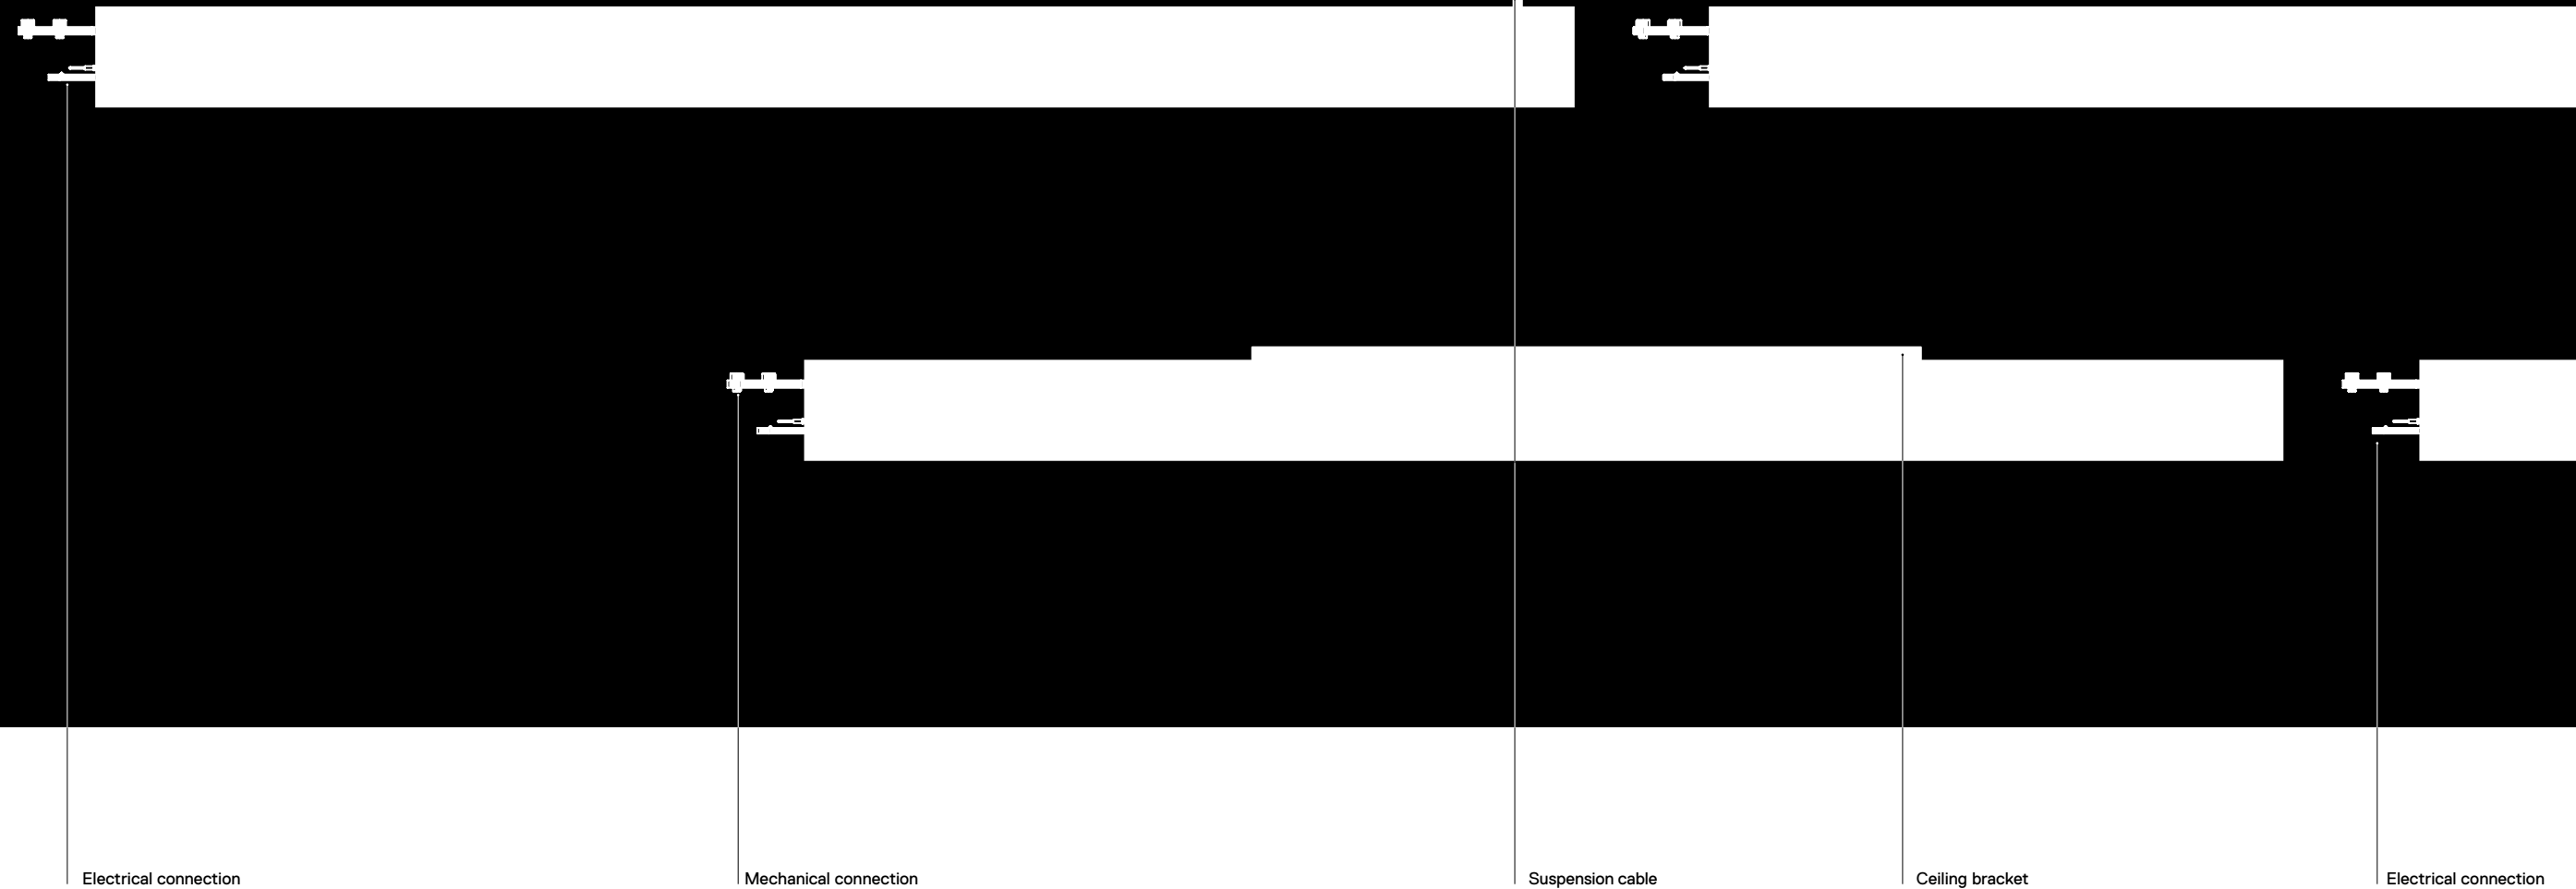 Electrical connection
Mechanical connection
Suspension cable
Ceiling bracket
Electrical connection